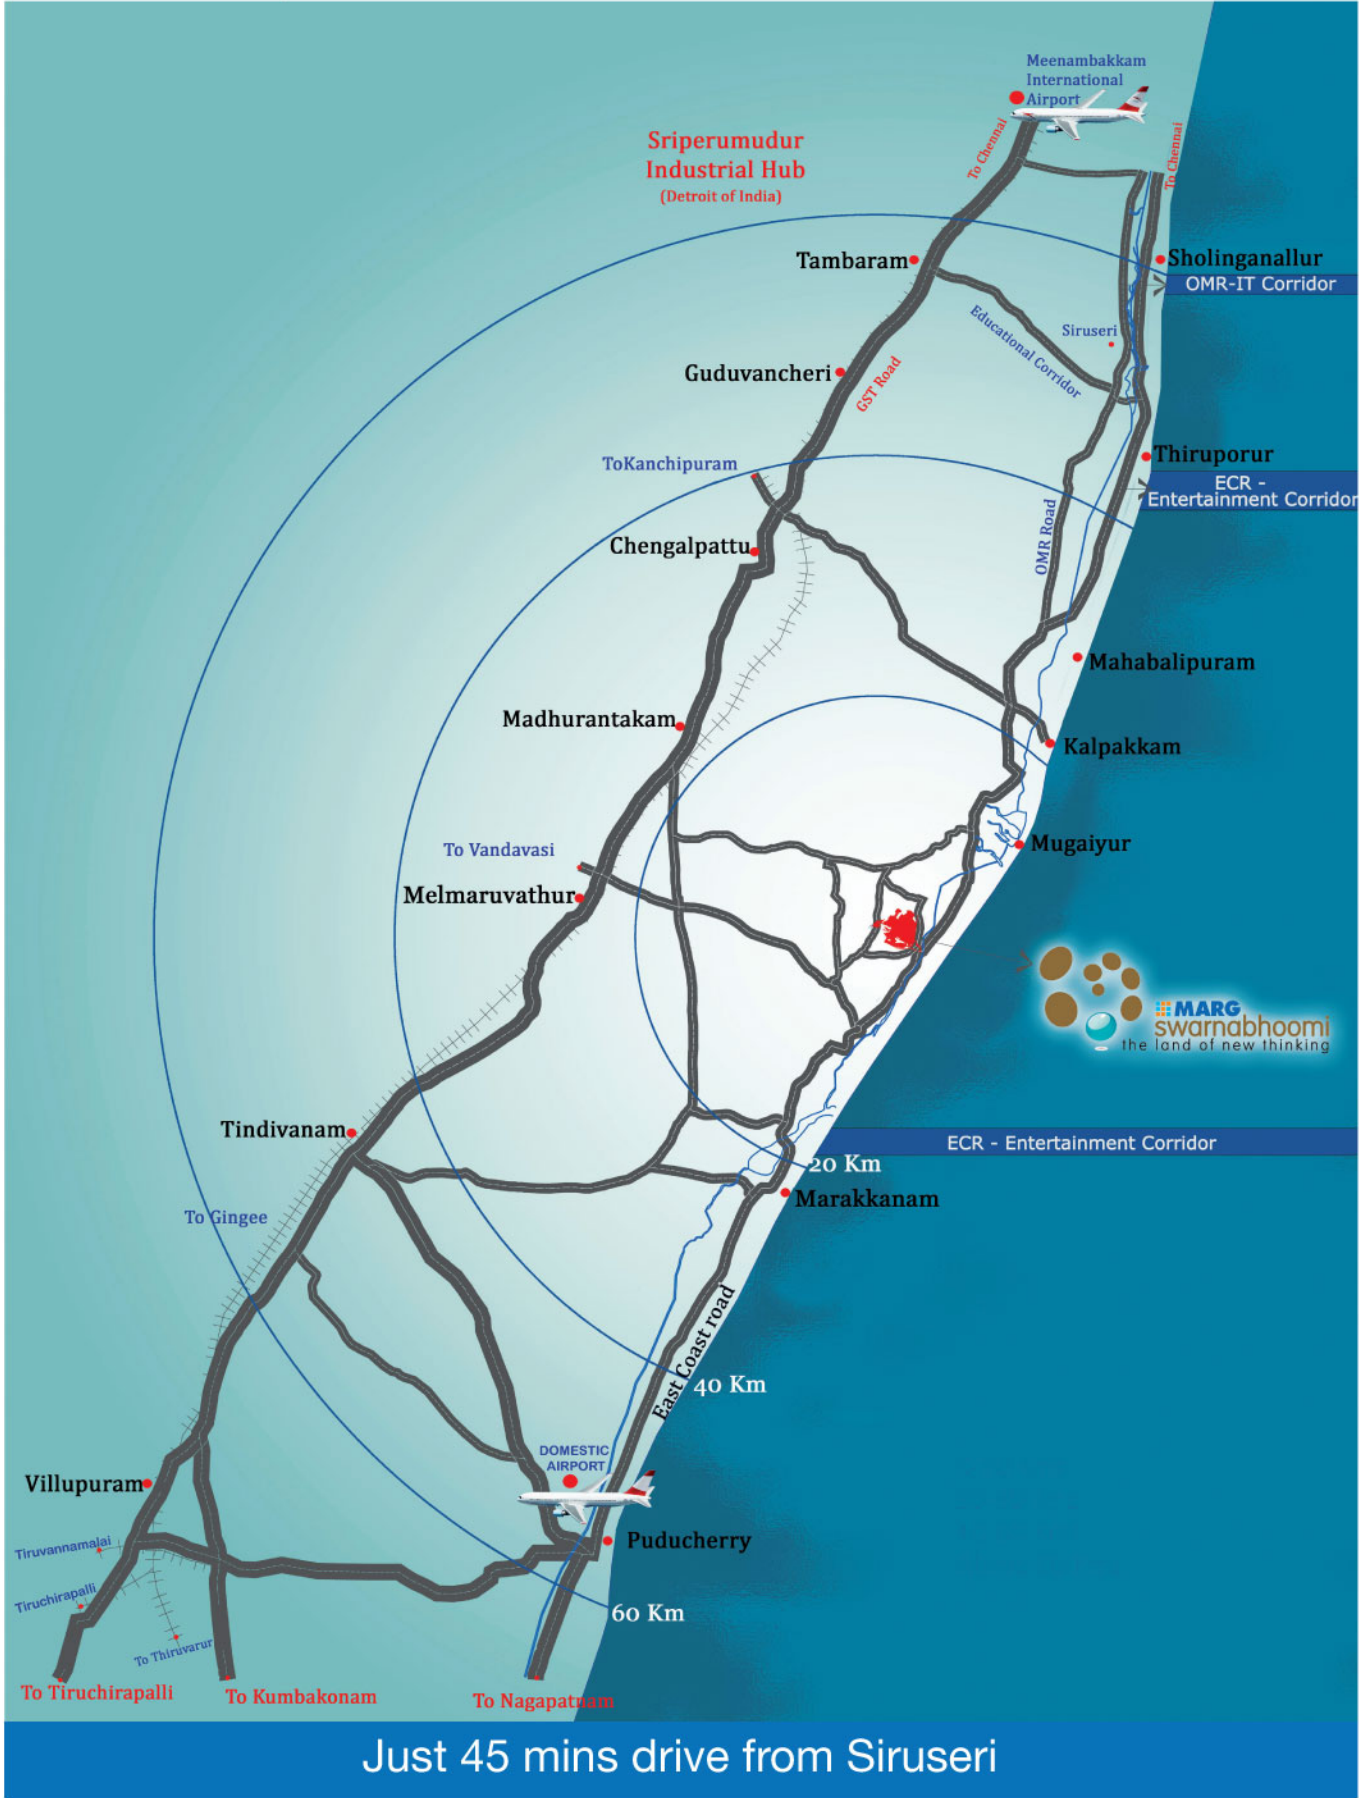 Meenambakkam
International
Airport
Sriperumudur
Industrial Hub
(Detroit of India)
To Chennai
To Chennai
Tambaram
Sholinganallur
OMR-IT Corridor
Educational Corridor
Siruseri
Guduvancheri
GST Road
ToKanchipuram
Thiruporur
ECR -
Entertainment Corridor
OMR Road
Chengalpattu
Mahabalipuram
Madhurantakam
Kalpakkam
To Vandavasi
Mugaiyur
Melmaruvathur
MARG
swarnabhoomi
the land of new thinking
Tindivanam
ECR - Entertainment Corridor
20 Km
Marakkanam
To Gingee
East Coast road
40 Km
DOMESTIC
AIRPORT
Villupuram
Puducherry
Tiruvannamalai
Tiruchirapalli
60 Km
To Thiruvarur
To Tiruchirapalli
To Kumbakonam
To Nagapatnam
Just 45 mins drive from Siruseri